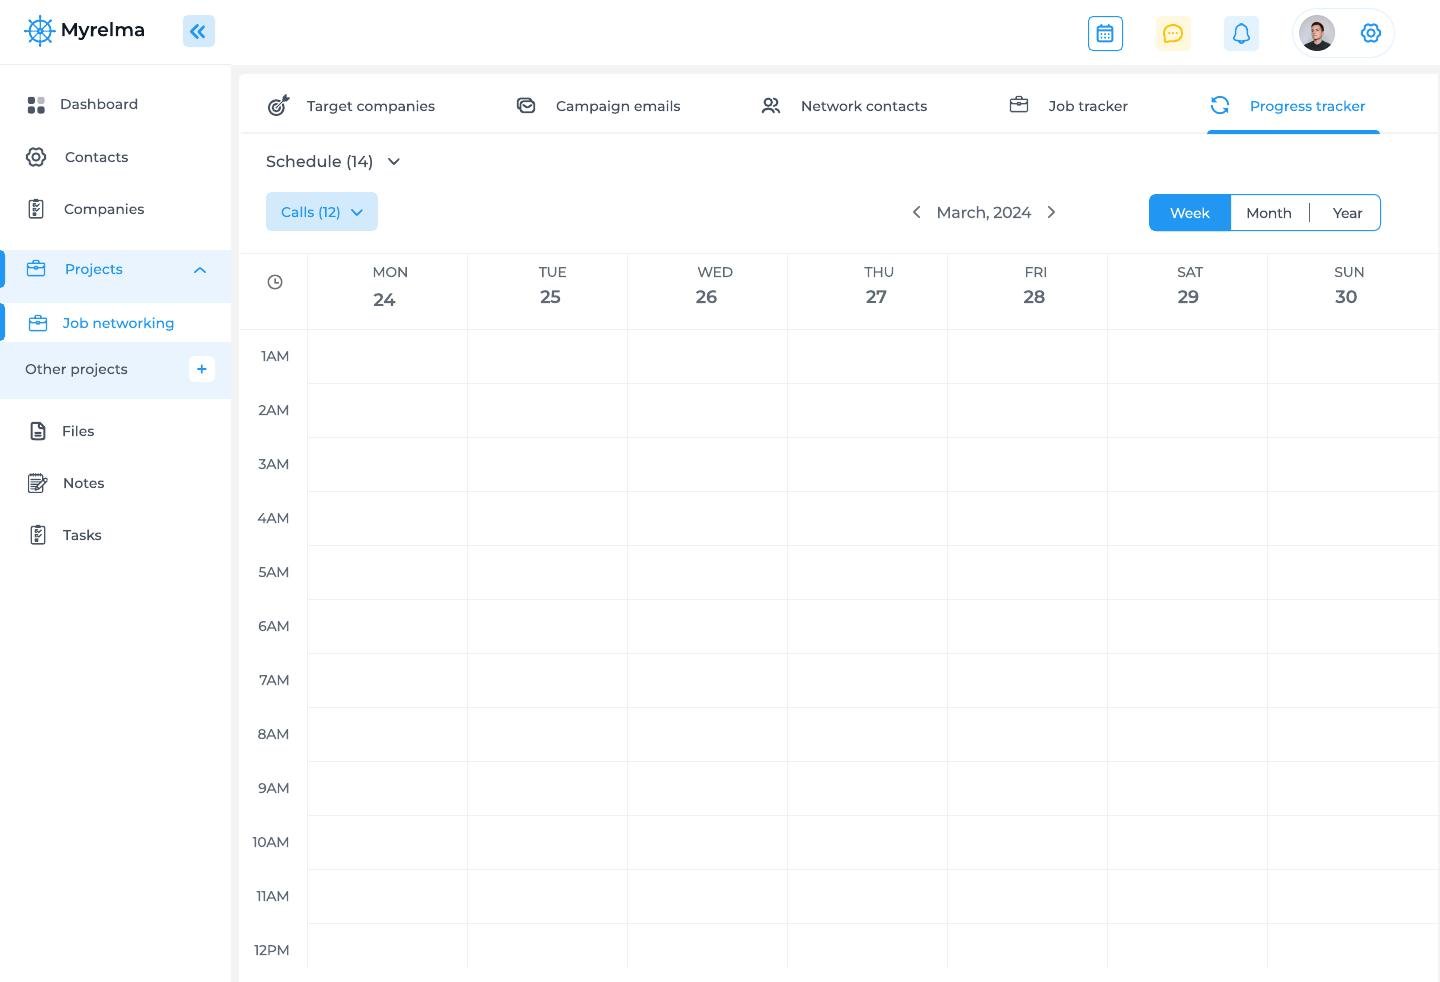 Myrelma
Dashboard
Contacts
Companies
Projects
Job networking
Other projects
Files
Notes
Tasks
Target companies
Campaign emails
Network contacts
Job tracker
Progress tracker
Schedule (14)
Calls (12)
March, 2024
Week
Month
Year
MON
24
TUE
25
WED
26
THU
27
FRI
28
SAT
29
SUN
30
1AM
2AM
3AM
4AM
5AM
6AM
7AM
8AM
9AM
10AM
11AM
12PM